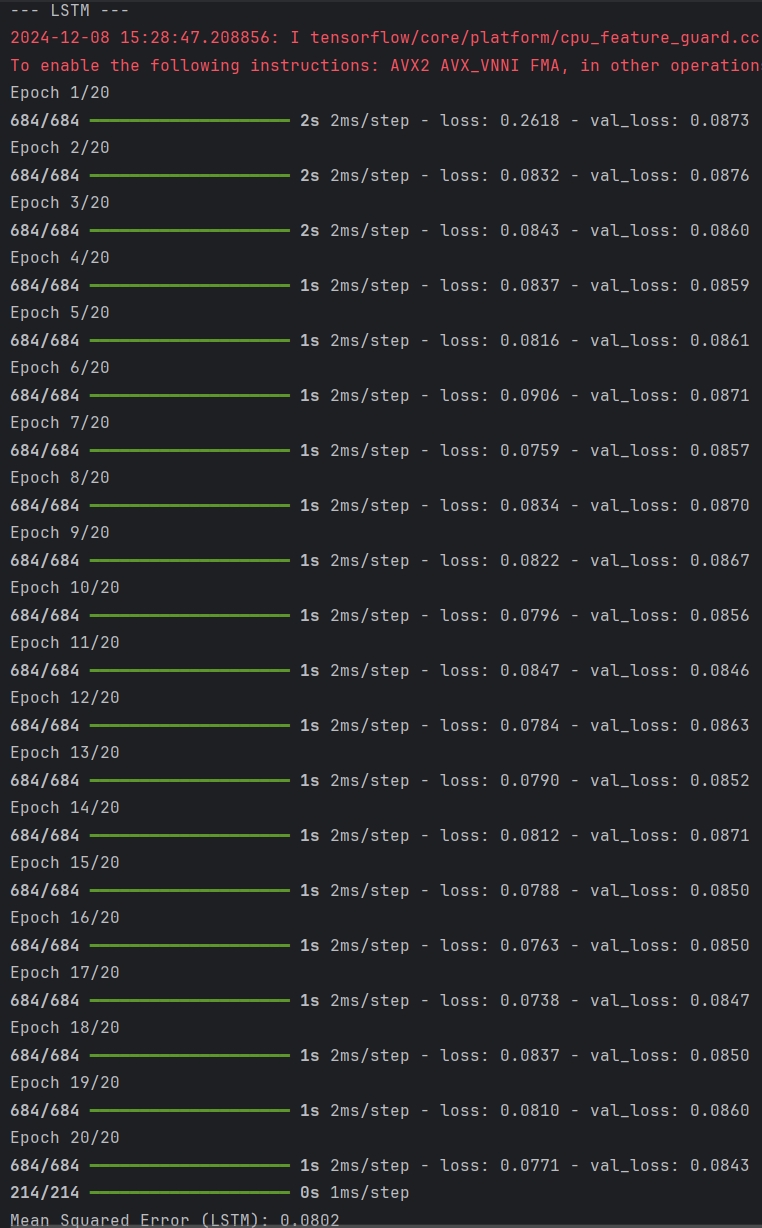 --- LSTM ---
2024-12-08 15:28:47.208856: I tensorflow/core/platform/cpu_feature_guard.cc
To enable the following instructions: AVX2 AVX_VNNI FMA, in other operation
Epoch 1/20
684/684 2s 2ms/step - loss: 0.2618 - val_loss: 0.0873
Epoch 2/20
684/684 2s 2ms/step - loss: 0.0832 - val_loss: 0.0876
Epoch 3/20
684/684 2s 2ms/step - loss: 0.0843 - val_loss: 0.0860
Epoch 4/20
684/684 1s 2ms/step - loss: 0.0837 - val_loss: 0.0859
Epoch 5/20
684/684 1s 2ms/step - loss: 0.0816 - val_loss: 0.0861
Epoch 6/20
684/684 1s 2ms/step - loss: 0.0906 - val_loss: 0.0871
Epoch 7/20
684/684 1s 2ms/step - loss: 0.0759 - val_loss: 0.0857
Epoch 8/20
684/684 1s 2ms/step - loss: 0.0834 - val_loss: 0.0870
Epoch 9/20
684/684 1s 2ms/step - loss: 0.0822 - val_loss: 0.0867
Epoch 10/20
684/684 1s 2ms/step - loss: 0.0796 - val_loss: 0.0856
Epoch 11/20
684/684 1s 2ms/step - loss: 0.0847 - val_loss: 0.0846
Epoch 12/20
684/684 1s 2ms/step - loss: 0.0784 - val_loss: 0.0863
Epoch 13/20
684/684 1s 2ms/step - loss: 0.0790 - val_loss: 0.0852
Epoch 14/20
684/684 1s 2ms/step - loss: 0.0812 - val_loss: 0.0871
Epoch 15/20
684/684 1s 2ms/step - loss: 0.0788 - val_loss: 0.0850
Epoch 16/20
684/684 1s 2ms/step - loss: 0.0763 - val_loss: 0.0850
Epoch 17/20
684/684 1s 2ms/step - loss: 0.0738 - val_loss: 0.0847
Epoch 18/20
684/684 1s 2ms/step - loss: 0.0837 - val_loss: 0.0850
Epoch 19/20
684/684 1s 2ms/step - loss: 0.0810 - val_loss: 0.0860
Epoch 20/20
684/684 1s 2ms/step - loss: 0.0771 - val_loss: 0.0843
214/214 0s 1ms/step
Mean Squared Error (LSTM): 0.0802